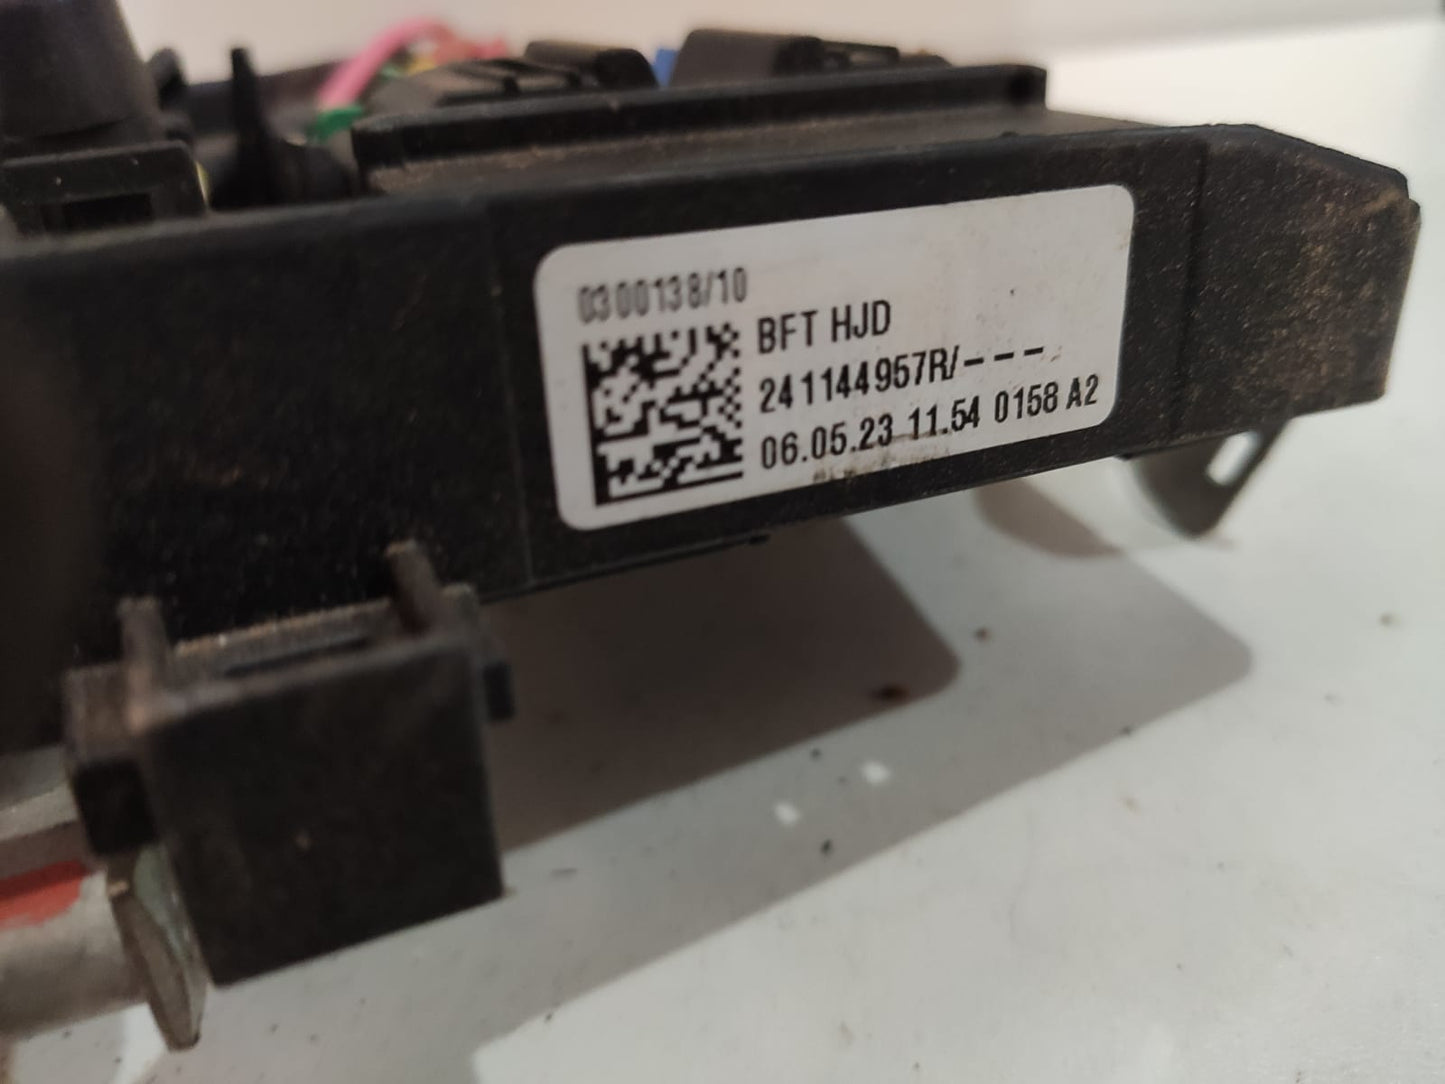 0300138/10
BFT HJD
241144957R/---
06.05.23 11.54 0158 A2